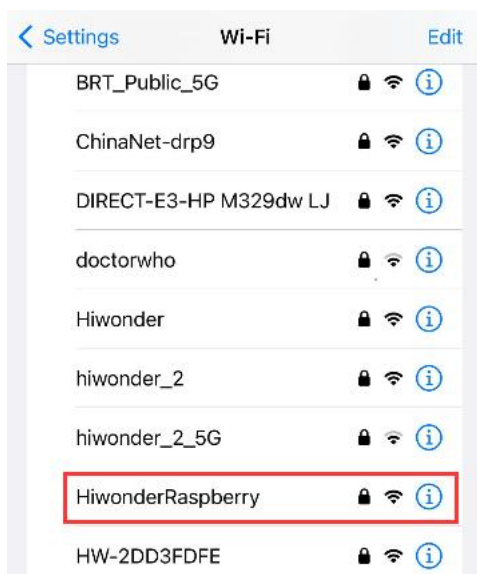 Settings Wi-Fi Edit
BRT_Public_5G
ChinaNet-drp9
DIRECT-E3-HP M329dw LJ
doctorwho
Hiwonder
hiwonder_2
hiwonder_2_5G
HiwonderRaspberry
HW-2DD3FDFE